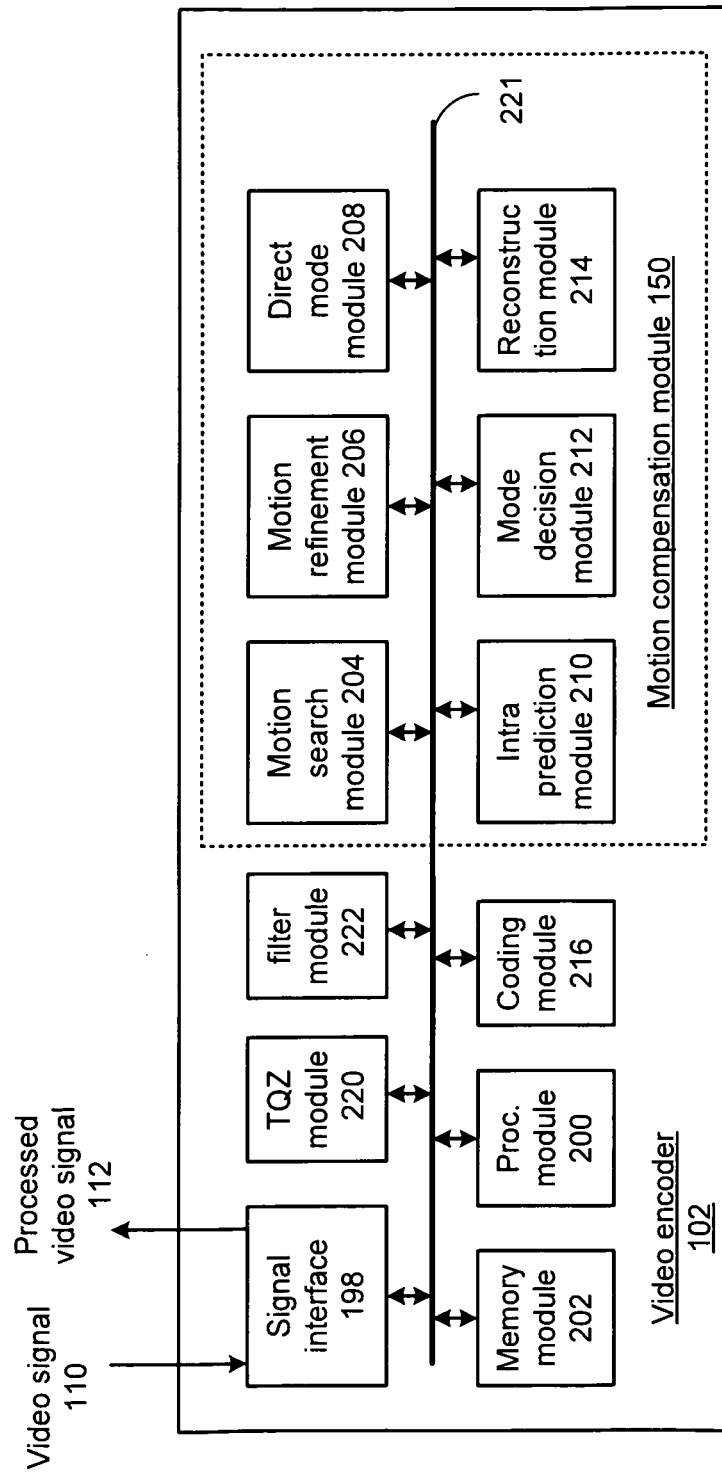 Video signal
110
Processed
video signal
112
Signal
interface
198
TQZ
module
220
filter
module
222
Motion
search
module 204
Motion
refinement
module 206
Direct
mode
module 208
221
Memory
module
202
Proc.
module
200
Coding
module
216
Intra
prediction
module 210
Mode
decision
module 212
Reconstruc
tion module
214
Video encoder
102
Motion compensation module 150